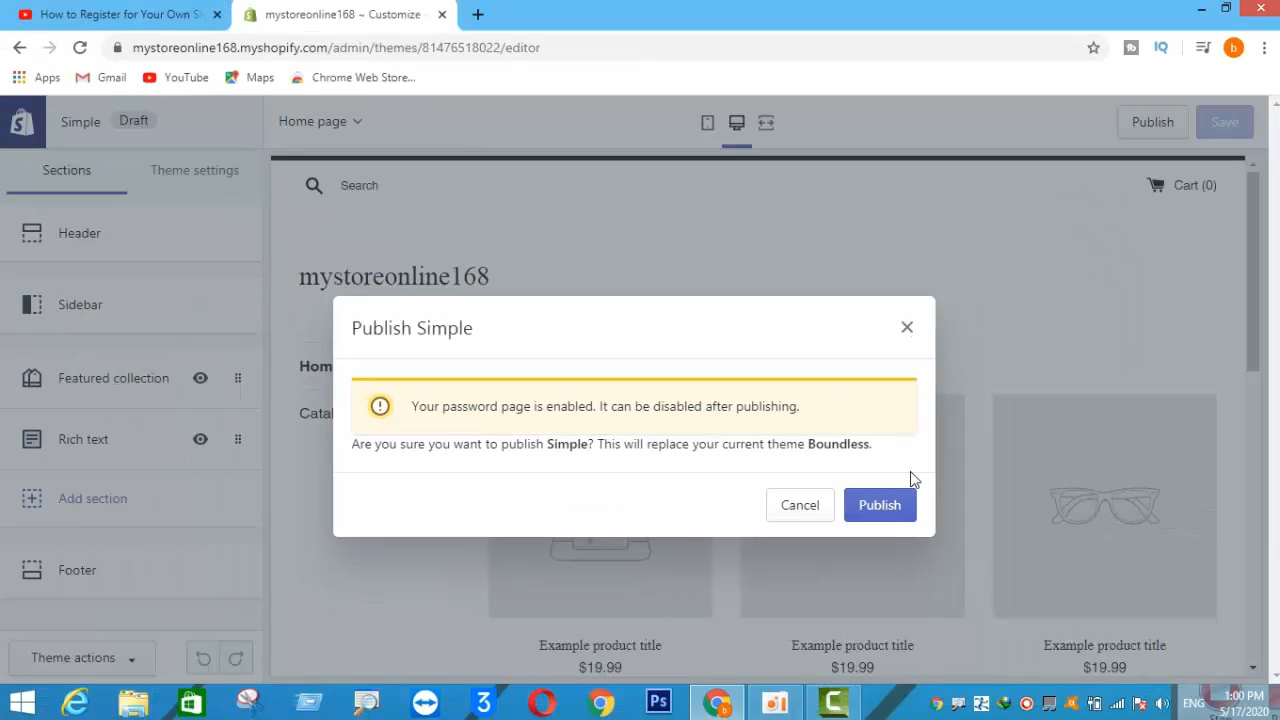 How to Register for Your Own S
mystoreonline168 ~ Customize
mystoreonline168.myshopify.com/admin/themes/81476518022/editor
IQ
b
Apps
Gmail
YouTube
Maps
Chrome Web Store...
Simple
Draft
Home page
Publish
Save
Sections
Theme settings
Search
Cart (0)
Header
mystoreonline168
Sidebar
Publish Simple
Hom
Featured collection
Your password page is enabled. It can be disabled after publishing.
Catal
Rich text
Are you sure you want to publish Simple? This will replace your current theme Boundless.
Add section
Cancel
Publish
Footer
Example product title
Example product title
Example product title
$19.99
$19.99
$19.99
Theme actions
3
Ps
b
ENG
1:00 PM
5/17/2020